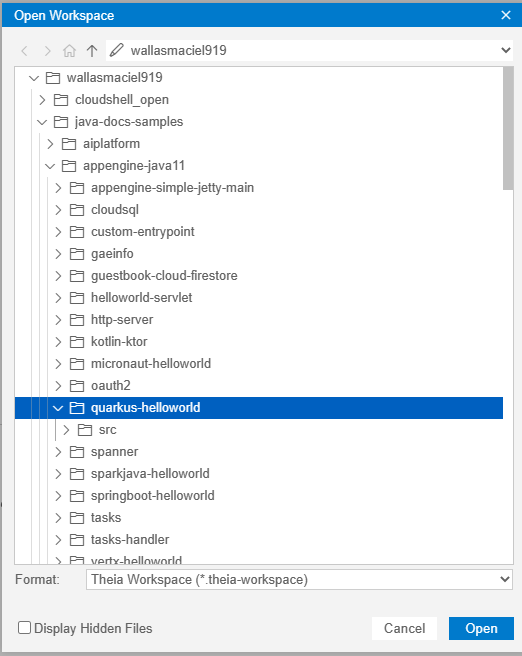 Open Workspace
wallasmaciel919
wallasmaciel919
cloudshell_open
java-docs-samples
aiplatform
appengine-java11
appengine-simple-jetty-main
cloudsql
custom-entrypoint
gaeinfo
guestbook-cloud-firestore
helloworld-servlet
http-server
kotlin-ktor
micronaut-helloworld
oauth2
quarkus-helloworld
src
spanner
sparkjava-helloworld
springboot-helloworld
tasks
tasks-handler
vertx-helloworld
Format: Theia Workspace (*.theia-workspace)
Display Hidden Files Cancel Open